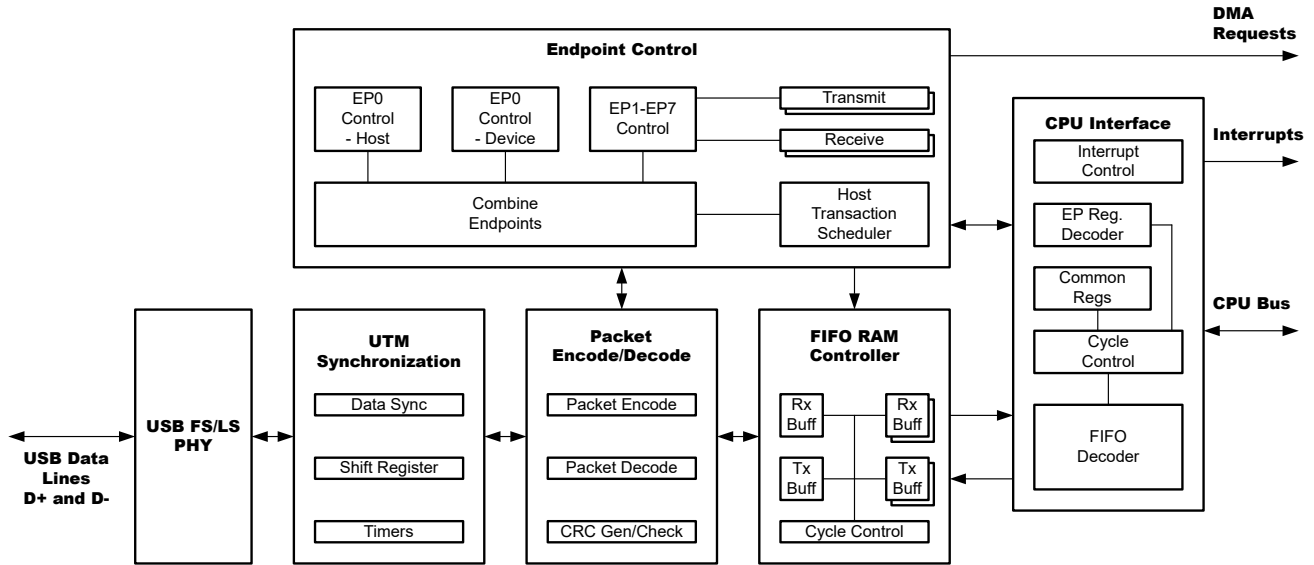 DMA
Requests
Endpoint Control
EP0
Control
- Host
EP0
Control
- Device
EP1-EP7
Control
Transmit
Receive
Combine
Endpoints
Host
Transaction
Scheduler
CPU Interface
Interrupt
Control
EP Reg.
Decoder
Common
Regs
Cycle
Control
FIFO
Decoder
Interrupts
CPU Bus
USB Data
Lines
D+ and D-
USB FS/LS
PHY
UTM
Synchronization
Data Sync
Shift Register
Timers
Packet
Encode/Decode
Packet Encode
Packet Decode
CRC Gen/Check
FIFO RAM
Controller
Rx
Buff
Rx
Buff
Tx
Buff
Tx
Buff
Cycle Control